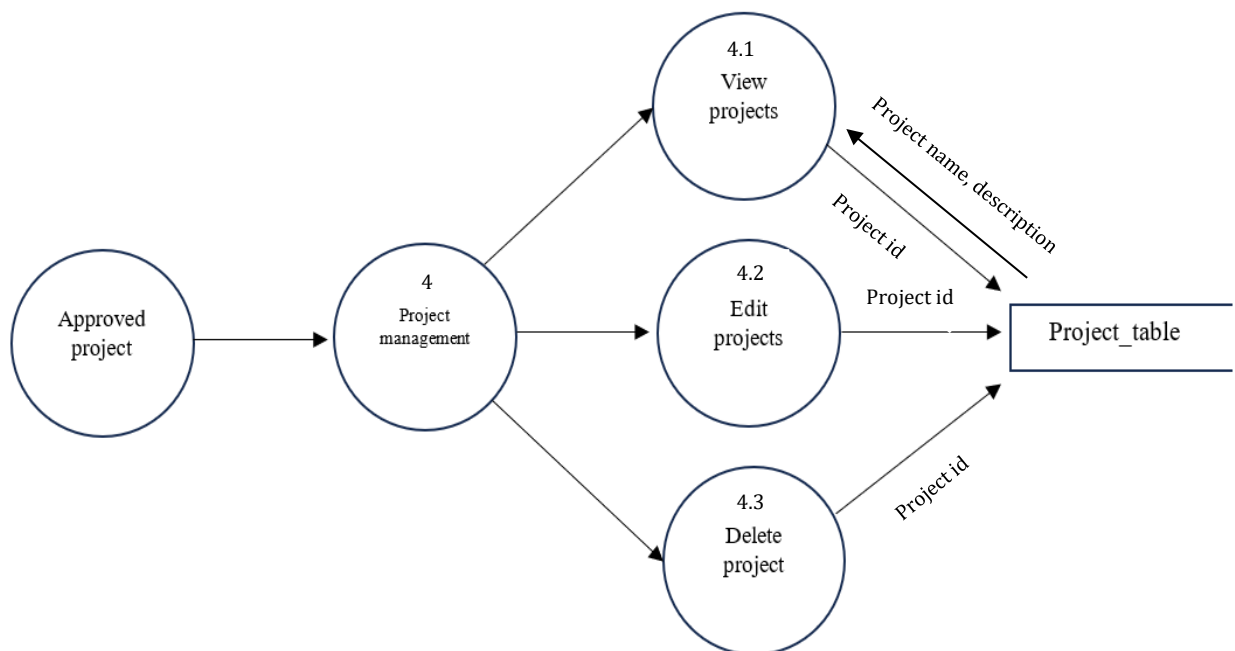 4.1
View
projects
Project name, description
Project id
Approved
project
4
Project
management
4.2
Edit
projects
Project id
Project_table
4.3
Delete
project
Project id